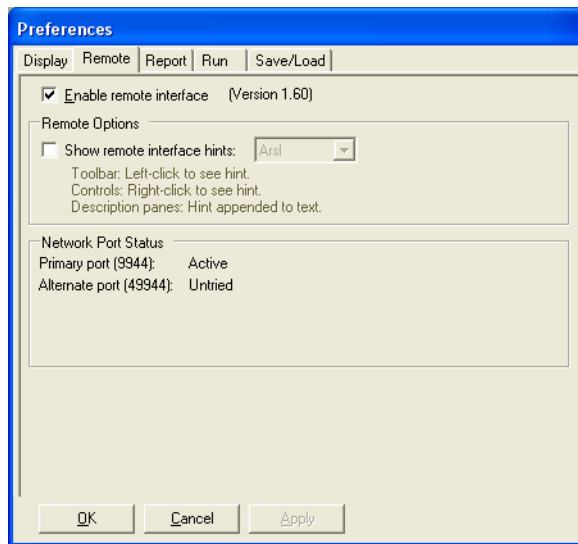 Preferences
Display Remote Report Run Save/Load
Enable remote interface (Version 1.60)
Remote Options
Show remote interface hints: Arsl
Toolbar: Left-click to see hint.
Controls: Right-click to see hint.
Description panes: Hint appended to text.
Network Port Status
Primary port (9944): Active
Alternate port (49944): Untried
OK Cancel Apply